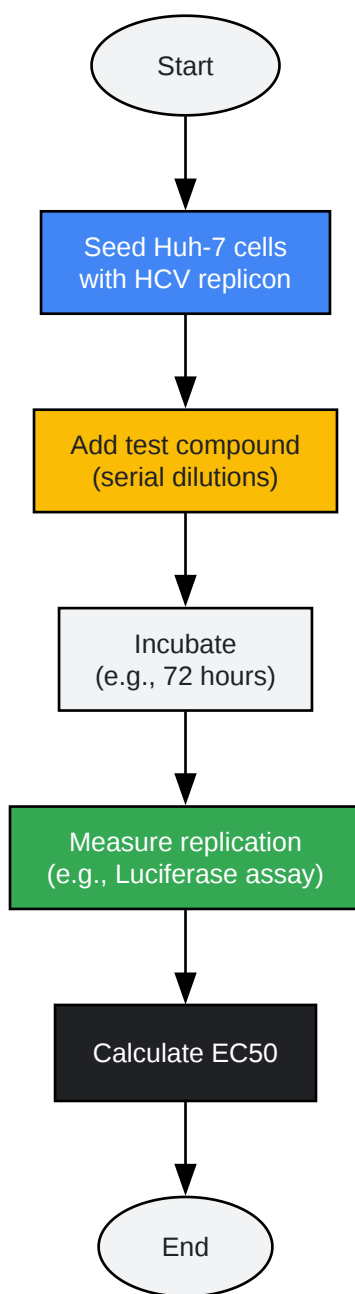 Start
Seed Huh-7 cells
with HCV replicon
Add test compound
(serial dilutions)
Incubate
(e.g., 72 hours)
Measure replication
(e.g., Luciferase assay)
Calculate EC50
End